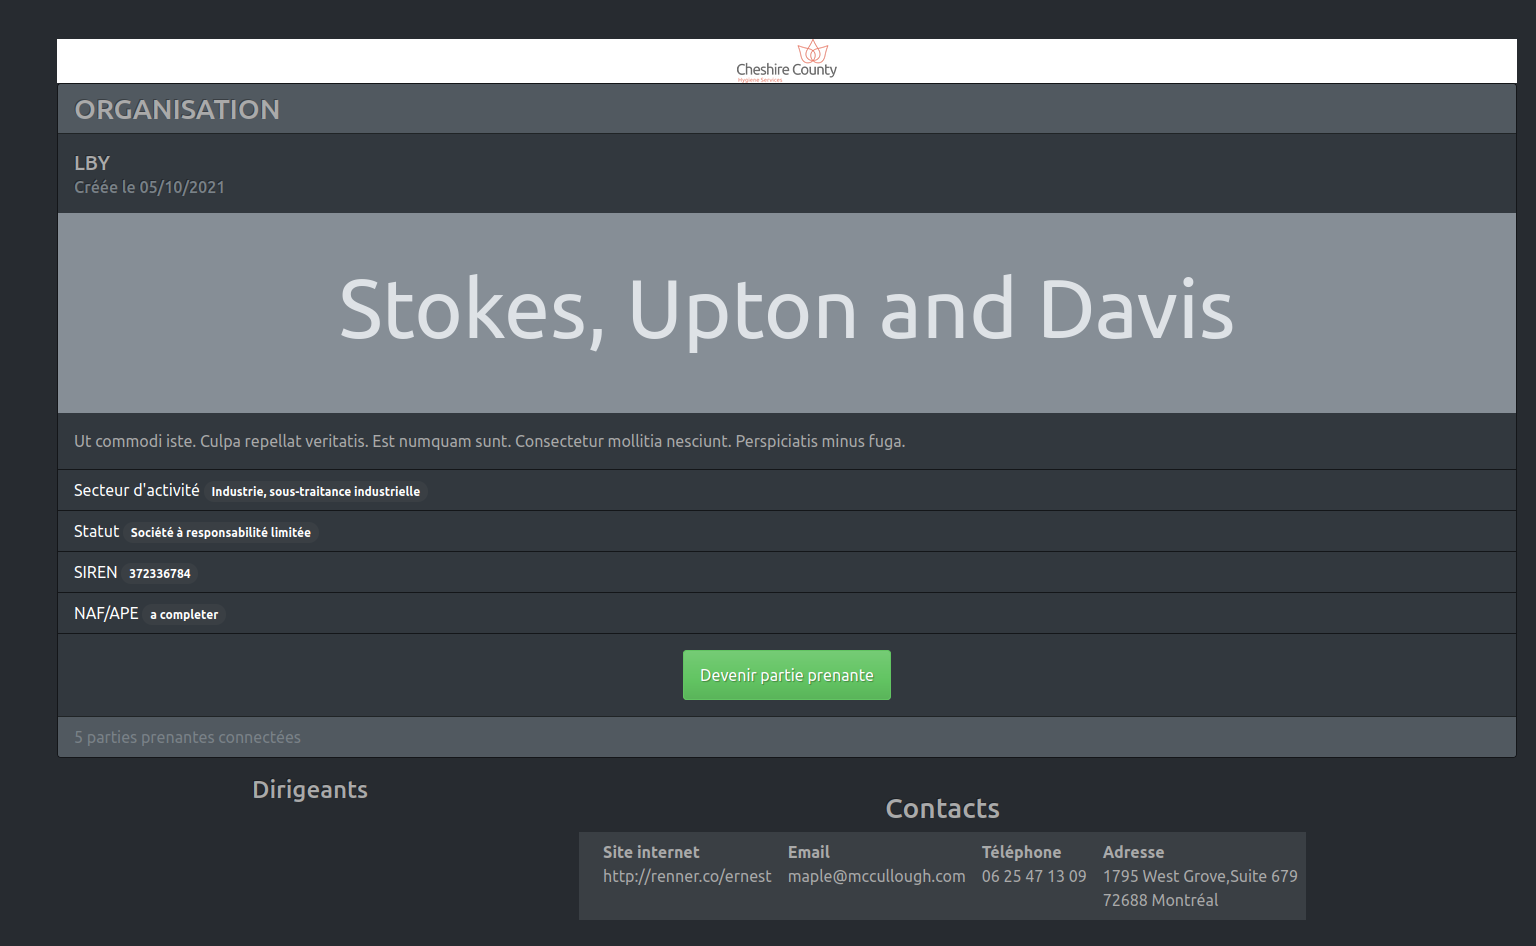 Cheshire County
Hygiene Services
ORGANISATION
LBY
Créée le 05/10/2021
Stokes, Upton and Davis
Ut commodi iste. Culpa repellat veritatis. Est numquam sunt. Consectetur mollitia nesciunt. Perspiciatis minus fuga.
Secteur d'activité Industrie, sous-traitance industrielle
Statut Société à responsabilité limitée
SIREN 372336784
NAF/APE a completer
Devenir partie prenante
5 parties prenantes connectées
Dirigeants
Contacts
Site internet Email Téléphone Adresse
http://renner.co/ernest maple@mccullough.com 06 25 47 13 09 1795 West Grove,Suite 679
72688 Montréal